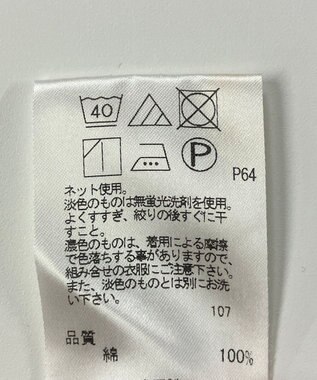 40
P
P64
ネット使用。
淡色のものは無蛍光洗剤を使用。
よくすすぎ、絞りの後すぐに干
すこと。
濃色のものは、着用による摩擦
で色落ちする事がありますので、
組み合せの衣服にご注意下さい。
また、淡色のものとは別にお洗
い下さい。
107
品質
綿 100%